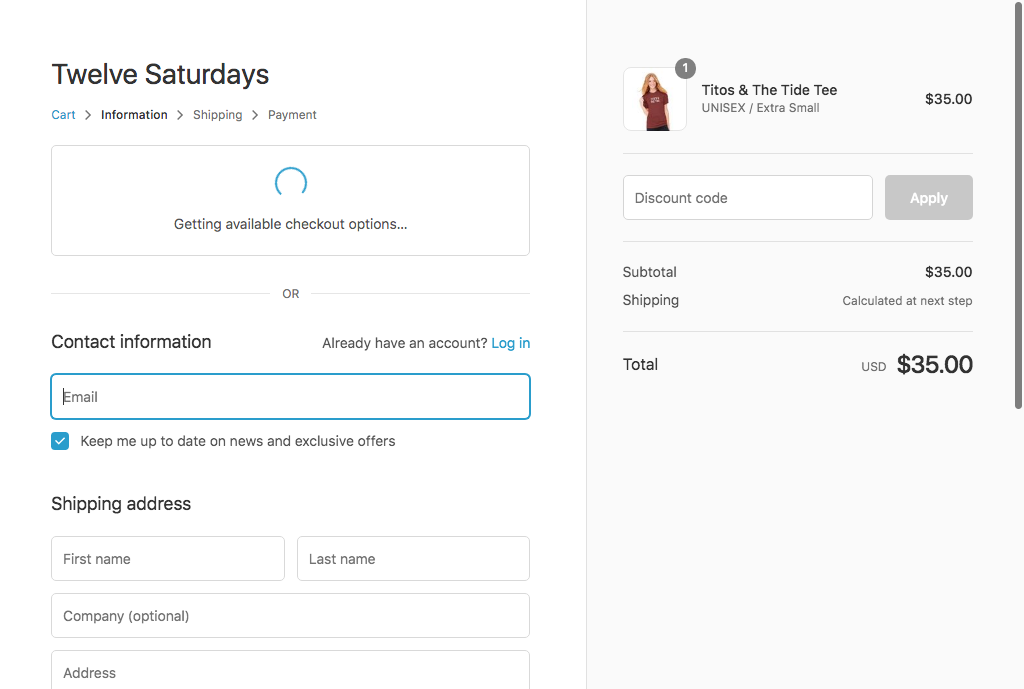 Twelve Saturdays
Cart > Information > Shipping > Payment
Getting available checkout options...
OR
Contact information
Already have an account? Log in
Email
Keep me up to date on news and exclusive offers
Shipping address
First name
Last name
Company (optional)
Address
1
Titos & The Tide Tee
UNISEX / Extra Small
$35.00
Discount code
Apply
Subtotal
$35.00
Shipping
Calculated at next step
Total
USD $35.00